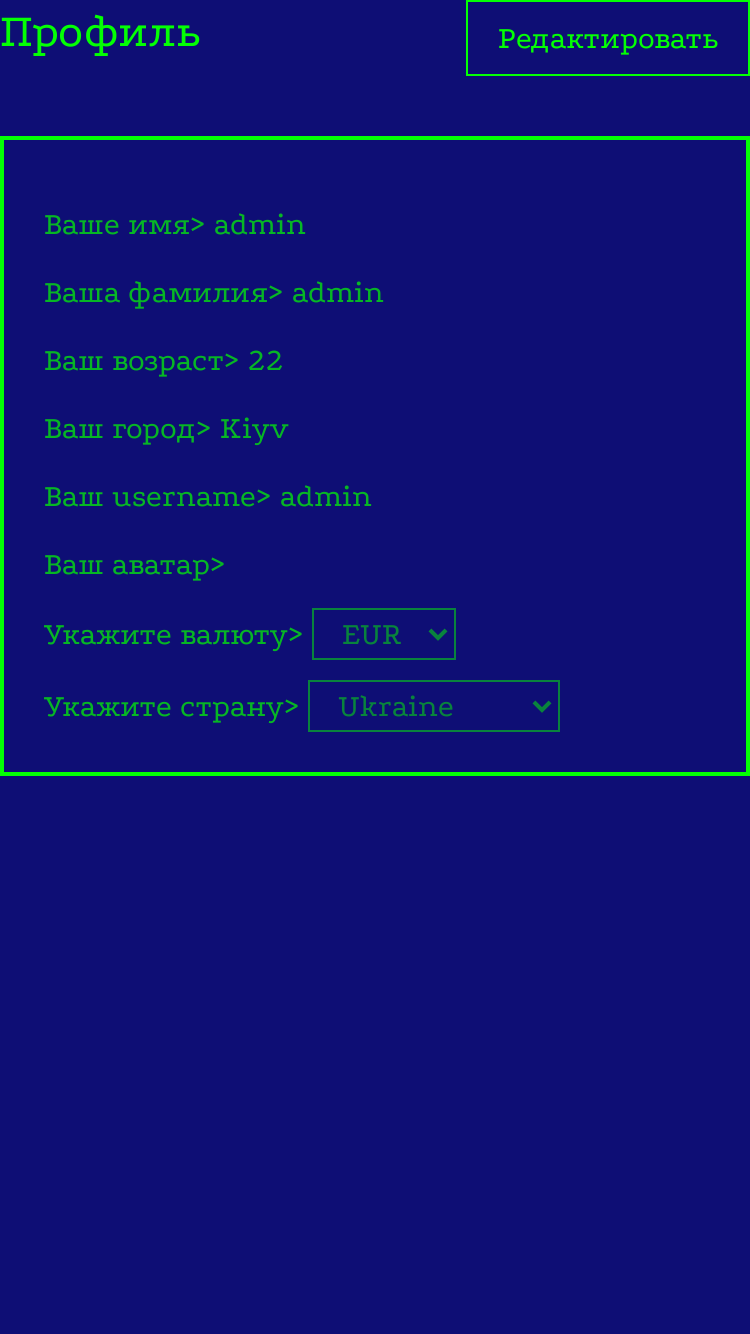 Профиль
Редактировать
Ваше имя> admin
Ваша фамилия> admin
Ваш возраст> 22
Ваш город> Kiyv
Ваш username> admin
Ваш аватар>
Укажите валюту> EUR
Укажите страну> Ukraine